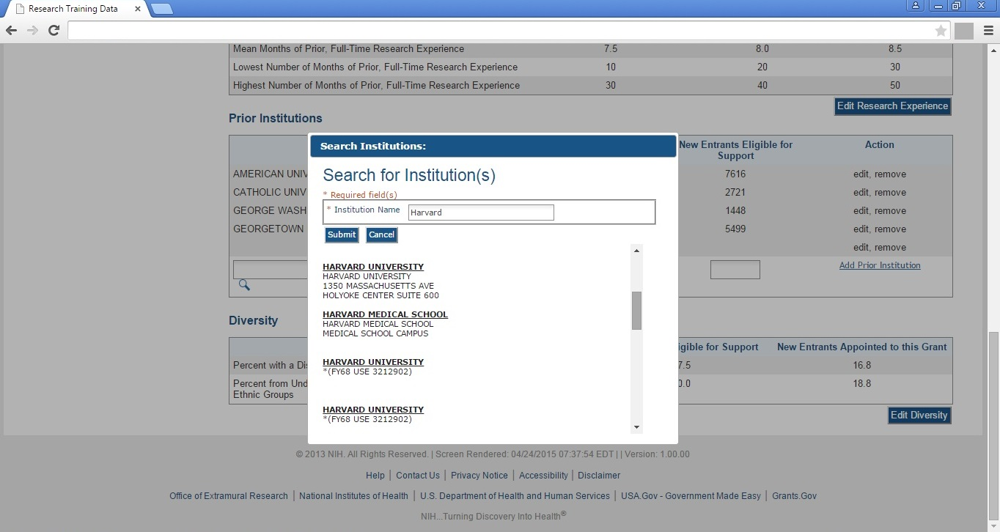 Research Training Data
Mean Months of Prior, Full-Time Research Experience 7.5 8.0 8.5
Lowest Number of Months of Prior, Full-Time Research Experience 10 20 30
Highest Number of Months of Prior, Full-Time Research Experience 30 40 50
Edit Research Experience
Prior Institutions
New Entrants Eligible for Support Action
AMERICAN UNIV 7616 edit, remove
CATHOLIC UNIV 2721 edit, remove
GEORGE WASH 1448 edit, remove
GEORGETOWN 5499 edit, remove
edit, remove
Add Prior Institution
Search Institutions:
Search for Institution(s)
* Required field(s)
* Institution Name Harvard
Submit Cancel
HARVARD UNIVERSITY
HARVARD UNIVERSITY
1350 MASSACHUSETTS AVE
HOLYOKE CENTER SUITE 600
HARVARD MEDICAL SCHOOL
HARVARD MEDICAL SCHOOL
MEDICAL SCHOOL CAMPUS
HARVARD UNIVERSITY
*(FY68 USE 3212902)
HARVARD UNIVERSITY
*(FY68 USE 3212902)
Diversity
igible for Support New Entrants Appointed to this Grant
Percent with a Dis 7.5 16.8
Percent from Und 0.0 18.8
Ethnic Groups
Edit Diversity
© 2013 NIH. All Rights Reserved. | Screen Rendered: 04/24/2015 07:37:54 EDT | | Version: 1.00.00
Help | Contact Us | Privacy Notice | Accessibility | Disclaimer
Office of Extramural Research | National Institutes of Health | U.S. Department of Health and Human Services | USA.Gov - Government Made Easy | Grants.Gov
NIH...Turning Discovery Into Health®